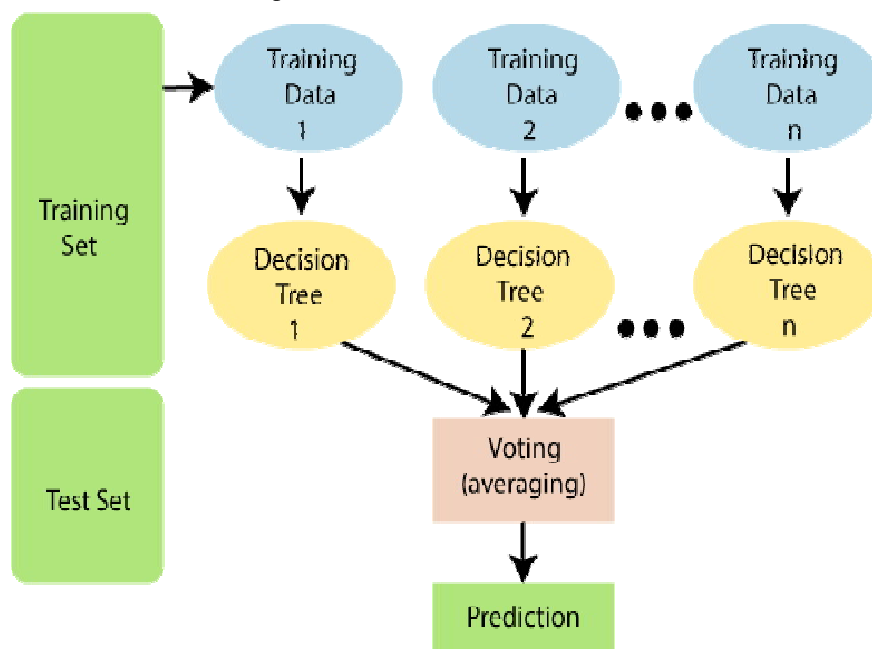 Training
Set
Test Set
Training
Data
1
Training
Data
2
Training
Data
n
Decision
Tree
1
Decision
Tree
2
Decision
Tree
n
Voting
(averaging)
Prediction